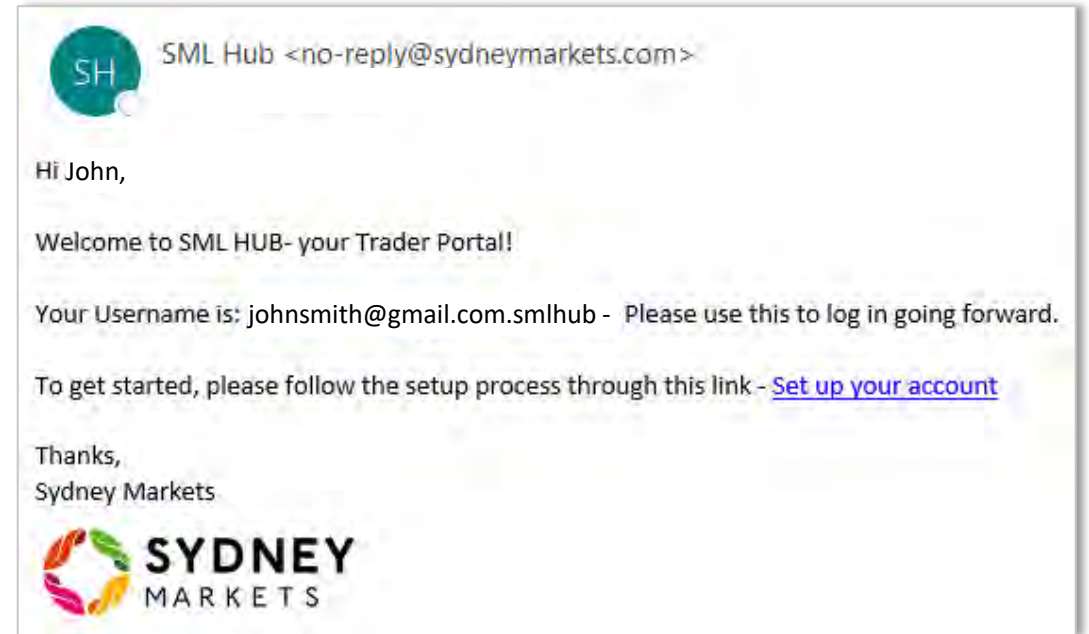 SH
SML Hub <no-reply@sydneymarkets.com>
Hi John,
Welcome to SML HUB- your Trader Portal!
Your Username is: johnsmith@gmail.com.smlhub - Please use this to log in going forward.
To get started, please follow the setup process through this link - Set up your account
Thanks,
Sydney Markets
SYDNEY
MARKETS